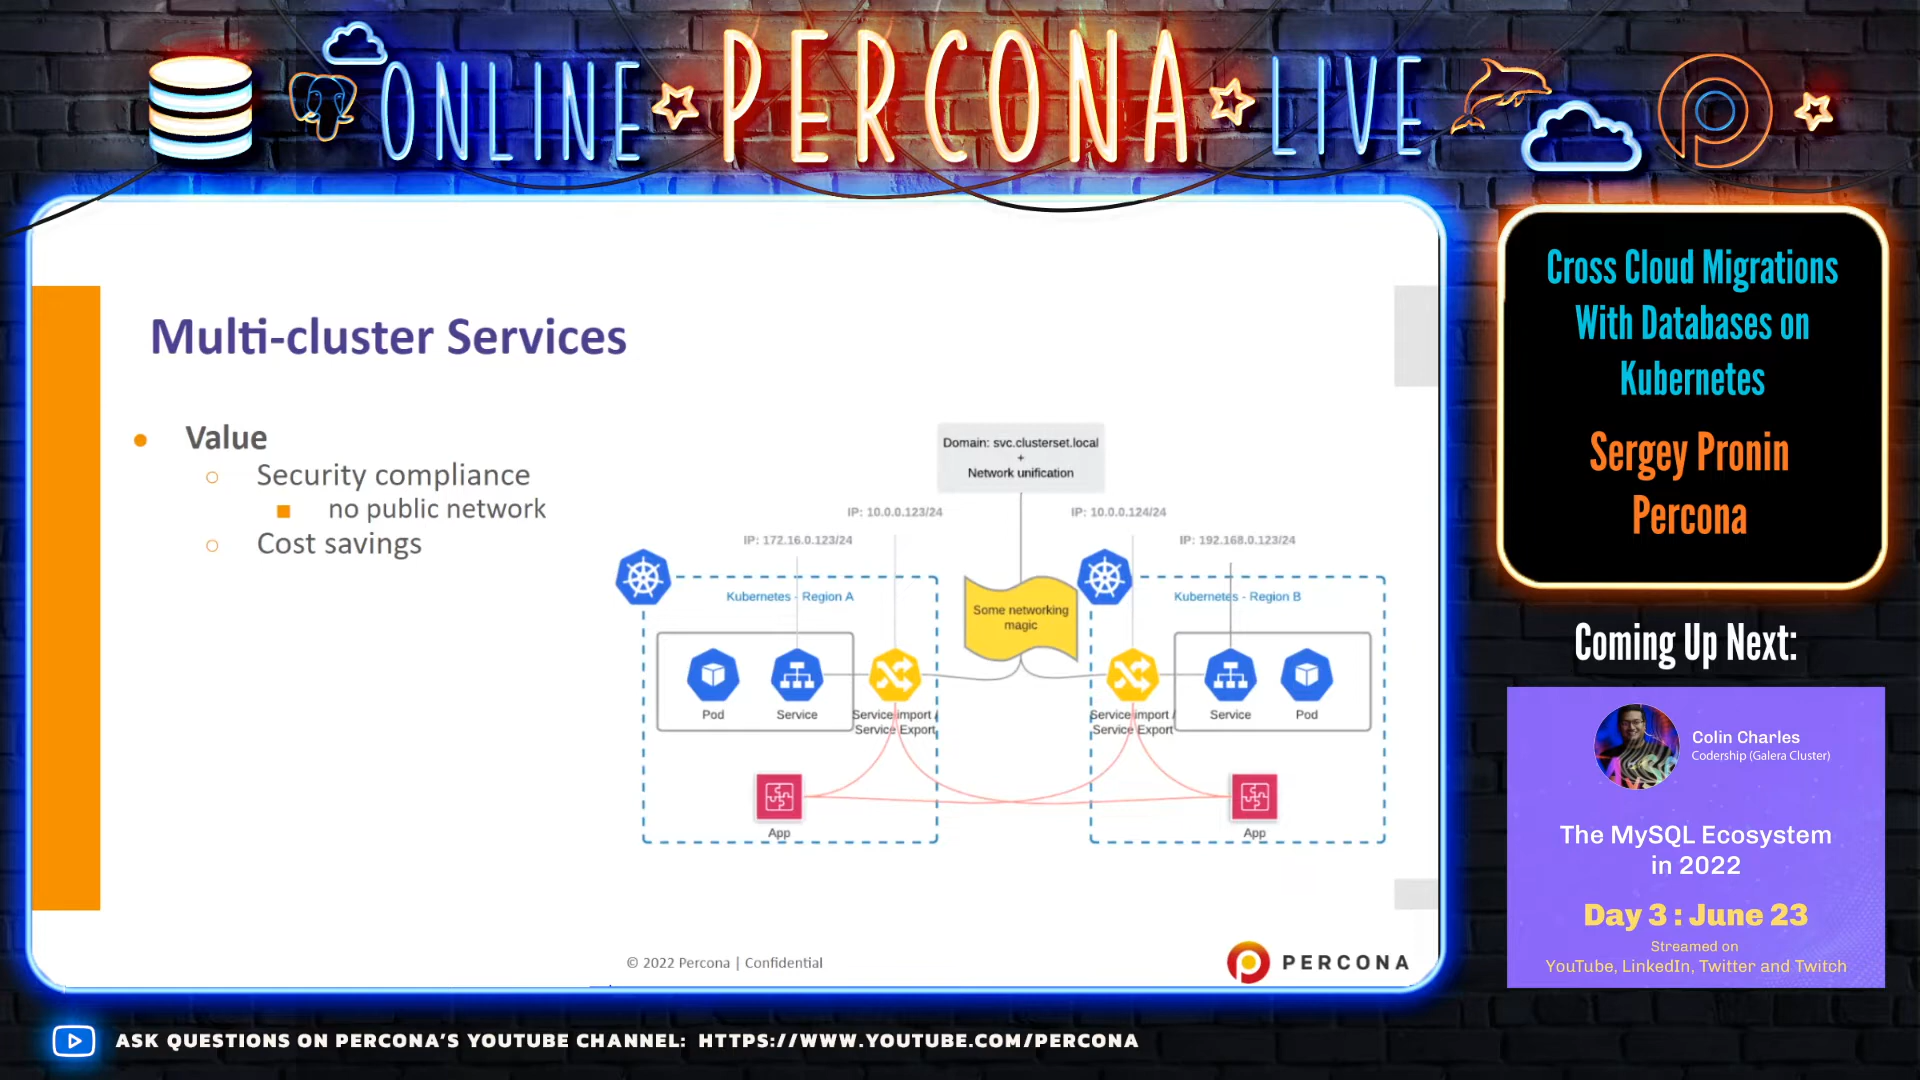 ONLINE PERCONA LIVE
Multi-cluster Services
Value
Security compliance
no public network
Cost savings
Domain: svc.clusterset.local
+
Network unification
IP: 10.0.0.123/24
IP: 10.0.0.124/24
IP: 172.16.0.123/24
IP: 192.168.0.123/24
Kubernetes - Region A
Some networking
magic
Kubernetes - Region B
Pod
Service
Service import /
Service Export
Service import /
Service Export
Service
Pod
App
App
© 2022 Percona | Confidential
PERCONA
Cross Cloud Migrations
With Databases on
Kubernetes
Sergey Pronin
Percona
Coming Up Next:
Colin Charles
Codership (Galera Cluster)
The MySQL Ecosystem
in 2022
Day 3 : June 23
Streamed on
YouTube, LinkedIn, Twitter and Twitch
ASK QUESTIONS ON PERCONA'S YOUTUBE CHANNEL: HTTPS://WWW.YOUTUBE.COM/PERCONA